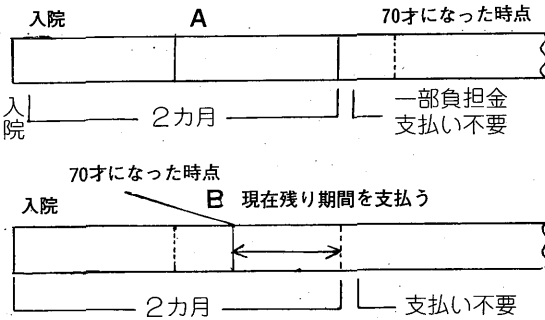 入院 A 70才になった時点
入院
2カ月
一部負担金
支払い不要
70才になった時点
入院 B 現在残り期間を支払う
2カ月 支払い不要